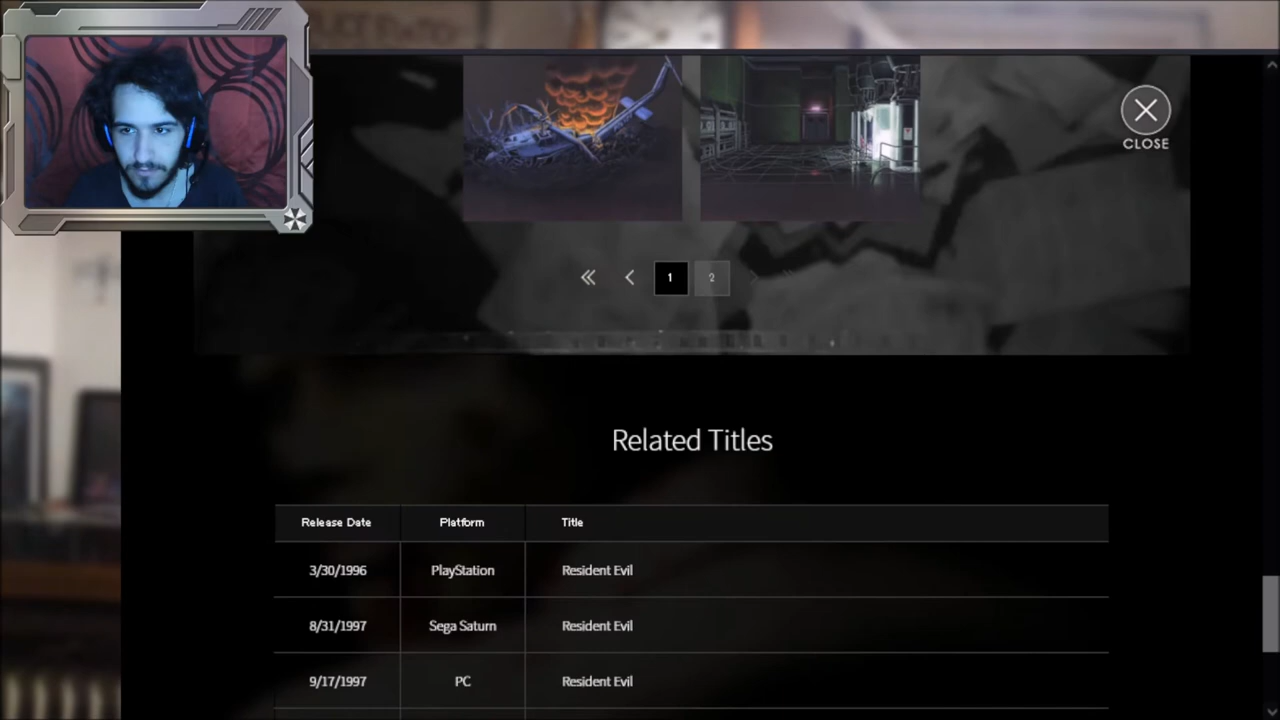 CLOSE
1 2
Related Titles
Release Date Platform Title
3/30/1996 PlayStation Resident Evil
8/31/1997 Sega Saturn Resident Evil
9/17/1997 PC Resident Evil